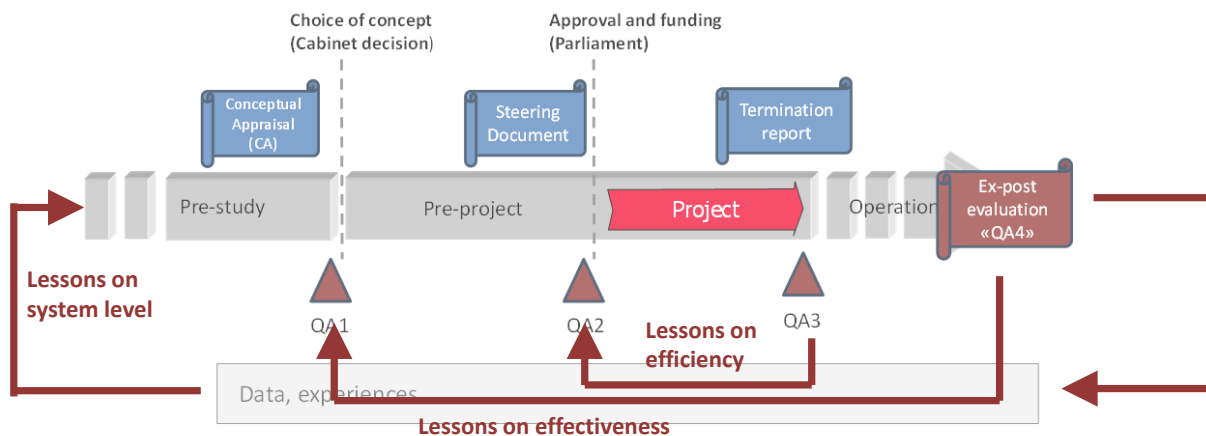 Choice of concept
(Cabinet decision)
Approval and funding
(Parliament)
Conceptual
Appraisal
(CA)
Steering
Document
Termination
report
Pre-study
Pre-project
Project
Operation
Ex-post
evaluation
«QA4»
Lessons on
system level
QA1
QA2
QA3
Lessons on
efficiency
Data, experiences
Lessons on effectiveness